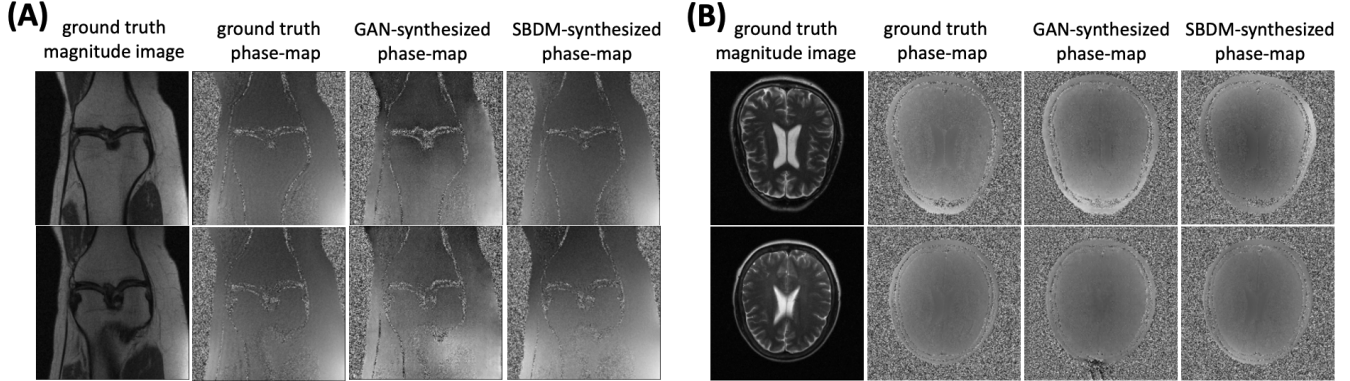 (A)
ground truth
magnitude image
ground truth
phase-map
GAN-synthesized
phase-map
SBDM-synthesized
phase-map
(B)
ground truth
magnitude image
ground truth
phase-map
GAN-synthesized
phase-map
SBDM-synthesized
phase-map